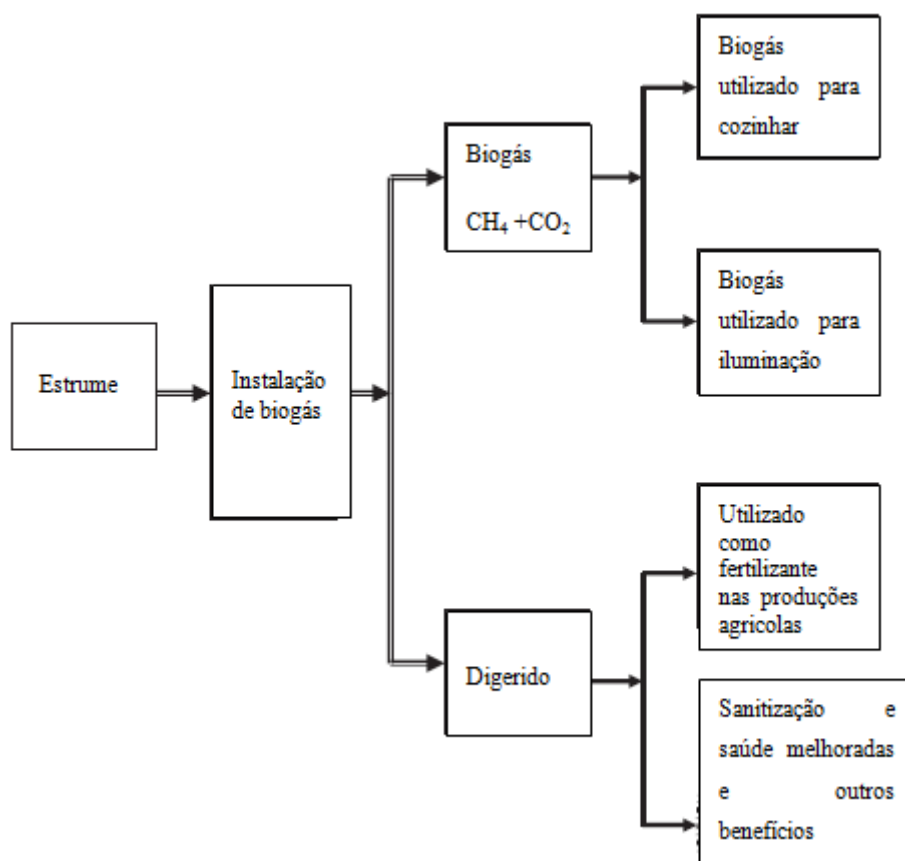 Estrume
Instalação
de biogás
Biogás
CH₄ +CO₂
Digerido
Biogás
utilizado para
cozinhar
Biogás
utilizado para
iluminação
Utilizado
como
fertilizante
nas produções
agricolas
Sanitização e
saúde melhoradas
e outros
benefícios